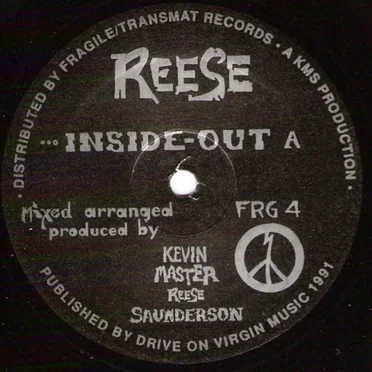 DISTRIBUTED BY FRAGILE/TRANSMAT RECORDS • A KMS PRODUCTION •
REESE
... INSIDE-OUT A
Mixed arranged
produced by
FRG 4
KEVIN
MASTER
REESE
SAUNDERSON
PUBLISHED BY DRIVE ON VIRGIN MUSIC 1991